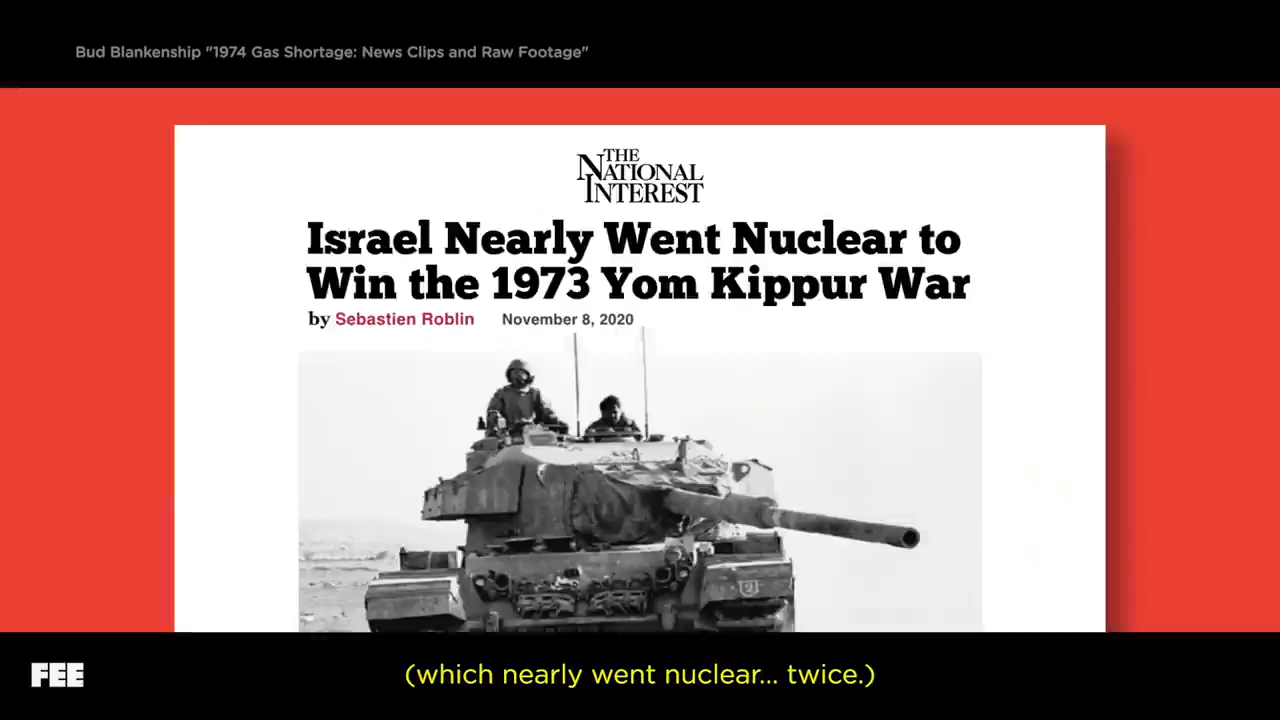 Bud Blankenship "1974 Gas Shortage: News Clips and Raw Footage"
THE
NATIONAL
INTEREST
Israel Nearly Went Nuclear to
Win the 1973 Yom Kippur War
by Sebastien Roblin November 8, 2020
FEE
(which nearly went nuclear... twice.)